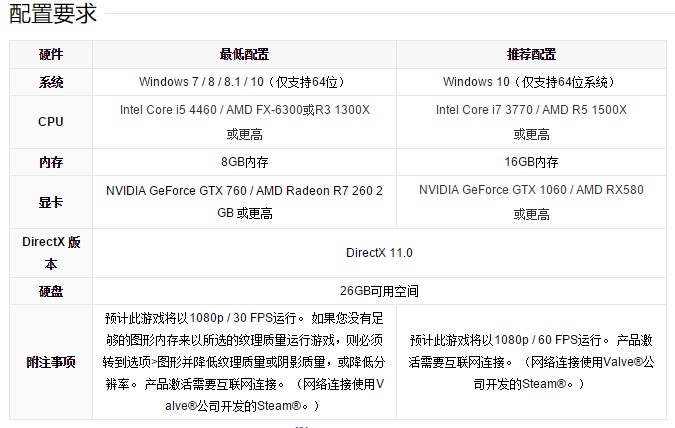 配置要求
硬件 最低配置 推荐配置
系统 Windows 7 / 8 / 8.1 / 10（仅支持64位） Windows 10（仅支持64位系统）
CPU
Intel Core i5 4460 / AMD FX-6300或R3 1300X
或更高
Intel Core i7 3770 / AMD R5 1500X
或更高
内存 8GB内存 16GB内存
显卡
NVIDIA GeForce GTX 760 / AMD Radeon R7 260 2
GB 或更高
NVIDIA GeForce GTX 1060 / AMD RX580
或更高
DirectX 版
本
DirectX 11.0
硬盘 26GB可用空间
附注事项
预计此游戏将以1080p / 30 FPS运行。 如果您没有足
够的图形内存来以所选的纹理质量运行游戏，则必须
转到选项>图形并降低纹理质量或阴影质量，或降低分
辨率。 产品激活需要互联网连接。 （网络连接使用V
alve®公司开发的Steam®。）
预计此游戏将以1080p / 60 FPS运行。 产品激
活需要互联网连接。 （网络连接使用Valve®公
司开发的Steam®。）